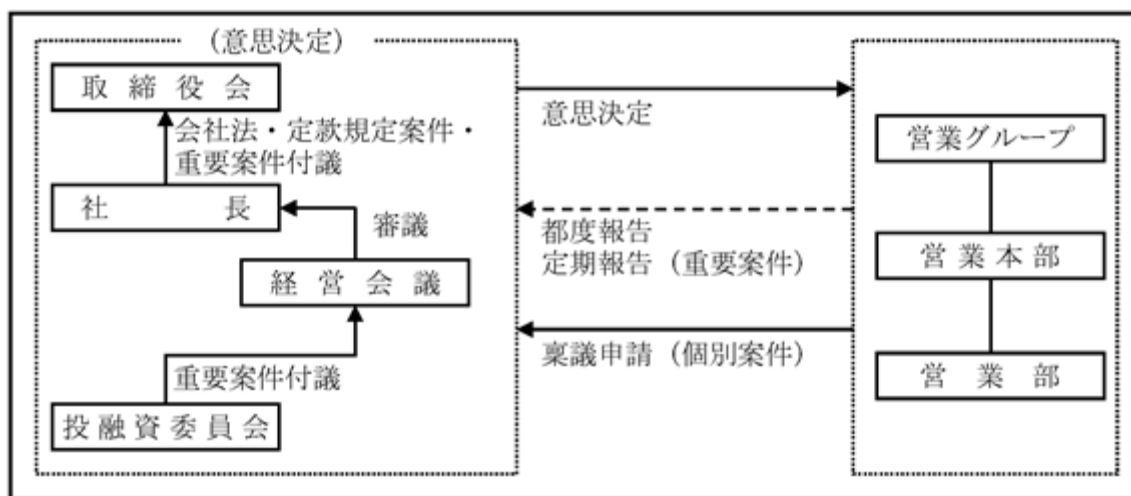 (意思決定)
取締役会
会社法・定款規定案件・
重要案件付議
社長
審議
経営会議
重要案件付議
投融資委員会
意思決定
都度報告
定期報告（重要案件）
稟議申請（個別案件）
営業グループ
営業本部
営業部